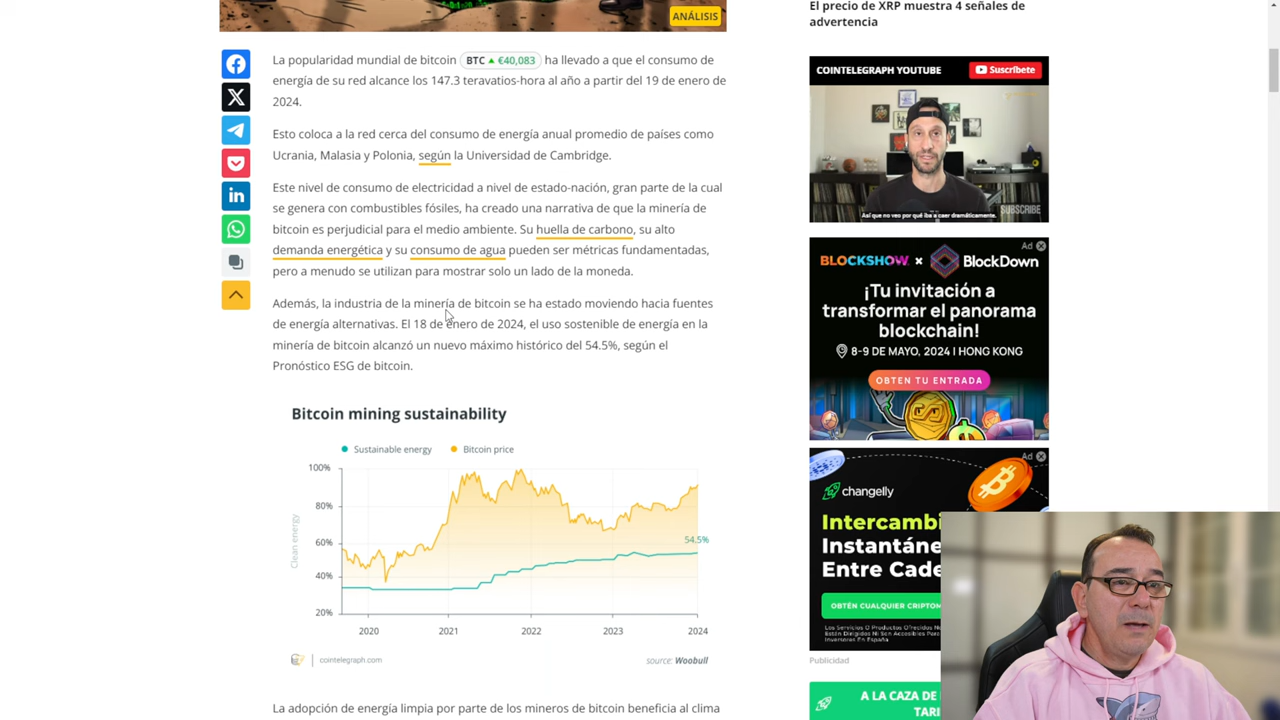 ANÁLISIS
La popularidad mundial de bitcoin BTC ▲ €40,083 ha llevado a que el consumo de
energía de su red alcance los 147.3 teravatios-hora al año a partir del 19 de enero de
2024.
Esto coloca a la red cerca del consumo de energía anual promedio de países como
Ucrania, Malasia y Polonia, según la Universidad de Cambridge.
Este nivel de consumo de electricidad a nivel de estado-nación, gran parte de la cual
se genera con combustibles fósiles, ha creado una narrativa de que la minería de
bitcoin es perjudicial para el medio ambiente. Su huella de carbono, su alto
demanda energética y su consumo de agua pueden ser métricas fundamentadas,
pero a menudo se utilizan para mostrar solo un lado de la moneda.
Además, la industria de la minería de bitcoin se ha estado moviendo hacia fuentes
de energía alternativas. El 18 de enero de 2024, el uso sostenible de energía en la
minería de bitcoin alcanzó un nuevo máximo histórico del 54.5%, según el
Pronóstico ESG de bitcoin.
Bitcoin mining sustainability
Sustainable energy Bitcoin price
100%
80%
60%
40%
20%
Clean energy
54.5%
2020 2021 2022 2023 2024
cointelegraph.com source: Woobull
La adopción de energía limpia por parte de los mineros de bitcoin beneficia al clima
El precio de XRP muestra 4 señales de
advertencia
COINTELEGRAPH YOUTUBE Suscríbete
Así que no veo por qué iba a caer dramáticamente.
SUBSCRIBE
Ad
BLOCKSHOW × BlockDown
¡Tu invitación a
transformar el panorama
blockchain!
8-9 DE MAYO, 2024 | HONG KONG
OBTEN TU ENTRADA
Ad
changelly
Intercambi
Instantáne
Entre Cade
OBTÉN CUALQUIER CRIPTOM
Los Servicios O Productos Ofrecidos No
Están Dirigidos Ni Son Accesibles Para
Inversores En España
Publicidad
A LA CAZA DE
TARI